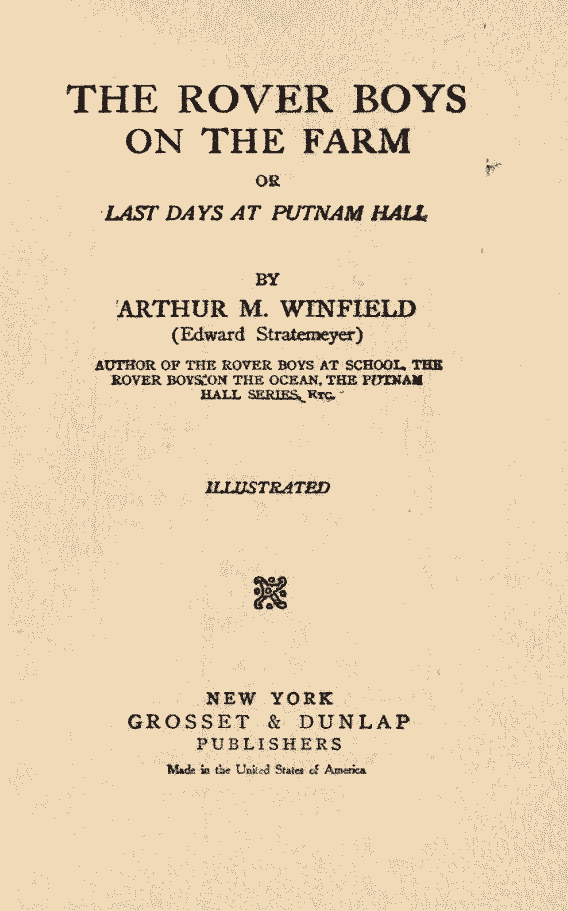 THE ROVER BOYS
ON THE FARM
OR
LAST DAYS AT PUTNAM HALL
BY
ARTHUR M. WINFIELD
(Edward Stratemeyer)
AUTHOR OF THE ROVER BOYS AT SCHOOL, THE
ROVER BOYS ON THE OCEAN, THE PUTNAM
HALL SERIES, ETC.
ILLUSTRATED
NEW YORK
GROSSET & DUNLAP
PUBLISHERS
Made in the United States of America